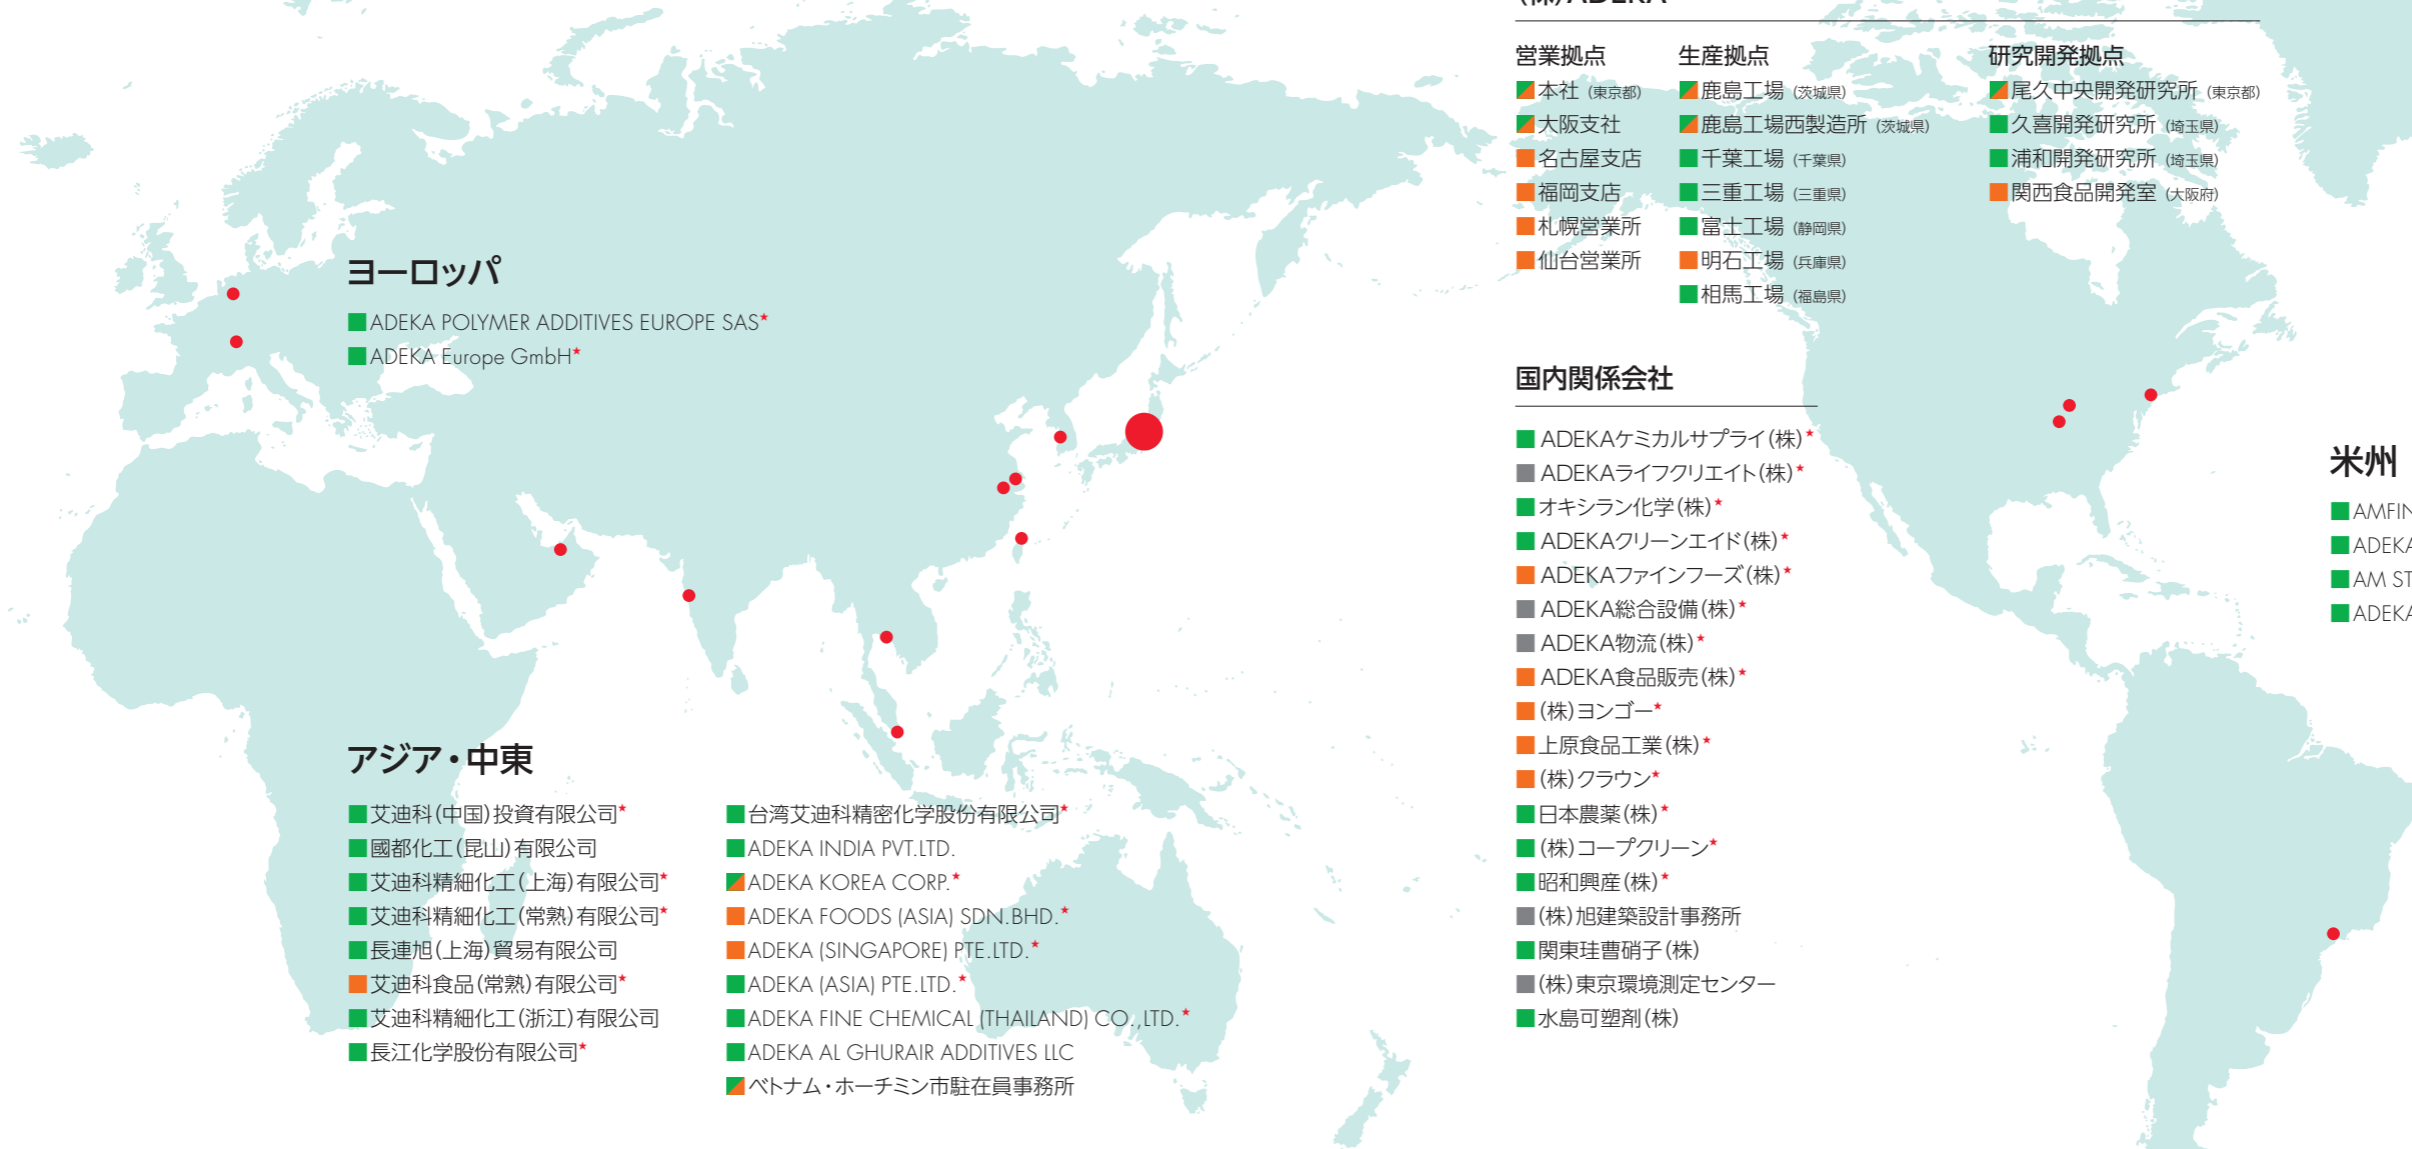 (株)ADEKA
営業拠点
本社 (東京都)
大阪支社
名古屋支店
福岡支店
札幌営業所
仙台営業所
生産拠点
鹿島工場 (茨城県)
鹿島工場西製造所 (茨城県)
千葉工場 (千葉県)
三重工場 (三重県)
富士工場 (静岡県)
明石工場 (兵庫県)
相馬工場 (福島県)
研究開発拠点
尾久中央開発研究所 (東京都)
久喜開発研究所 (埼玉県)
浦和開発研究所 (埼玉県)
関西食品開発室 (大阪府)
ヨーロッパ
ADEKA POLYMER ADDITIVES EUROPE SAS★
ADEKA Europe GmbH★
国内関係会社
ADEKAケミカルサプライ(株)★
ADEKAライフクリエイト(株)★
オキシラン化学(株)★
ADEKAクリーンエイド(株)★
ADEKAファインフーズ(株)★
ADEKA総合設備(株)★
ADEKA物流(株)★
ADEKA食品販売(株)★
(株)ヨンゴー★
上原食品工業(株)★
(株)クラウン★
日本農薬(株)★
(株)コープクリーン★
昭和興産(株)★
(株)旭建築設計事務所
関東珪曹硝子(株)
(株)東京環境測定センター
水島可塑剤(株)
米州
AMFIN
ADEKA
AM ST
ADEKA
アジア・中東
艾迪科(中国)投資有限公司★
國都化工(昆山)有限公司
艾迪科精細化工(上海)有限公司★
艾迪科精細化工(常熟)有限公司★
長連旭(上海)貿易有限公司
艾迪科食品(常熟)有限公司★
艾迪科精細化工(浙江)有限公司
長江化学股份有限公司★
台湾艾迪科精密化学股份有限公司★
ADEKA INDIA PVT.LTD.
ADEKA KOREA CORP.★
ADEKA FOODS (ASIA) SDN.BHD.★
ADEKA (SINGAPORE) PTE.LTD.★
ADEKA (ASIA) PTE.LTD.★
ADEKA FINE CHEMICAL (THAILAND) CO.,LTD.★
ADEKA AL GHURAIR ADDITIVES LLC
ベトナム・ホーチミン市駐在員事務所